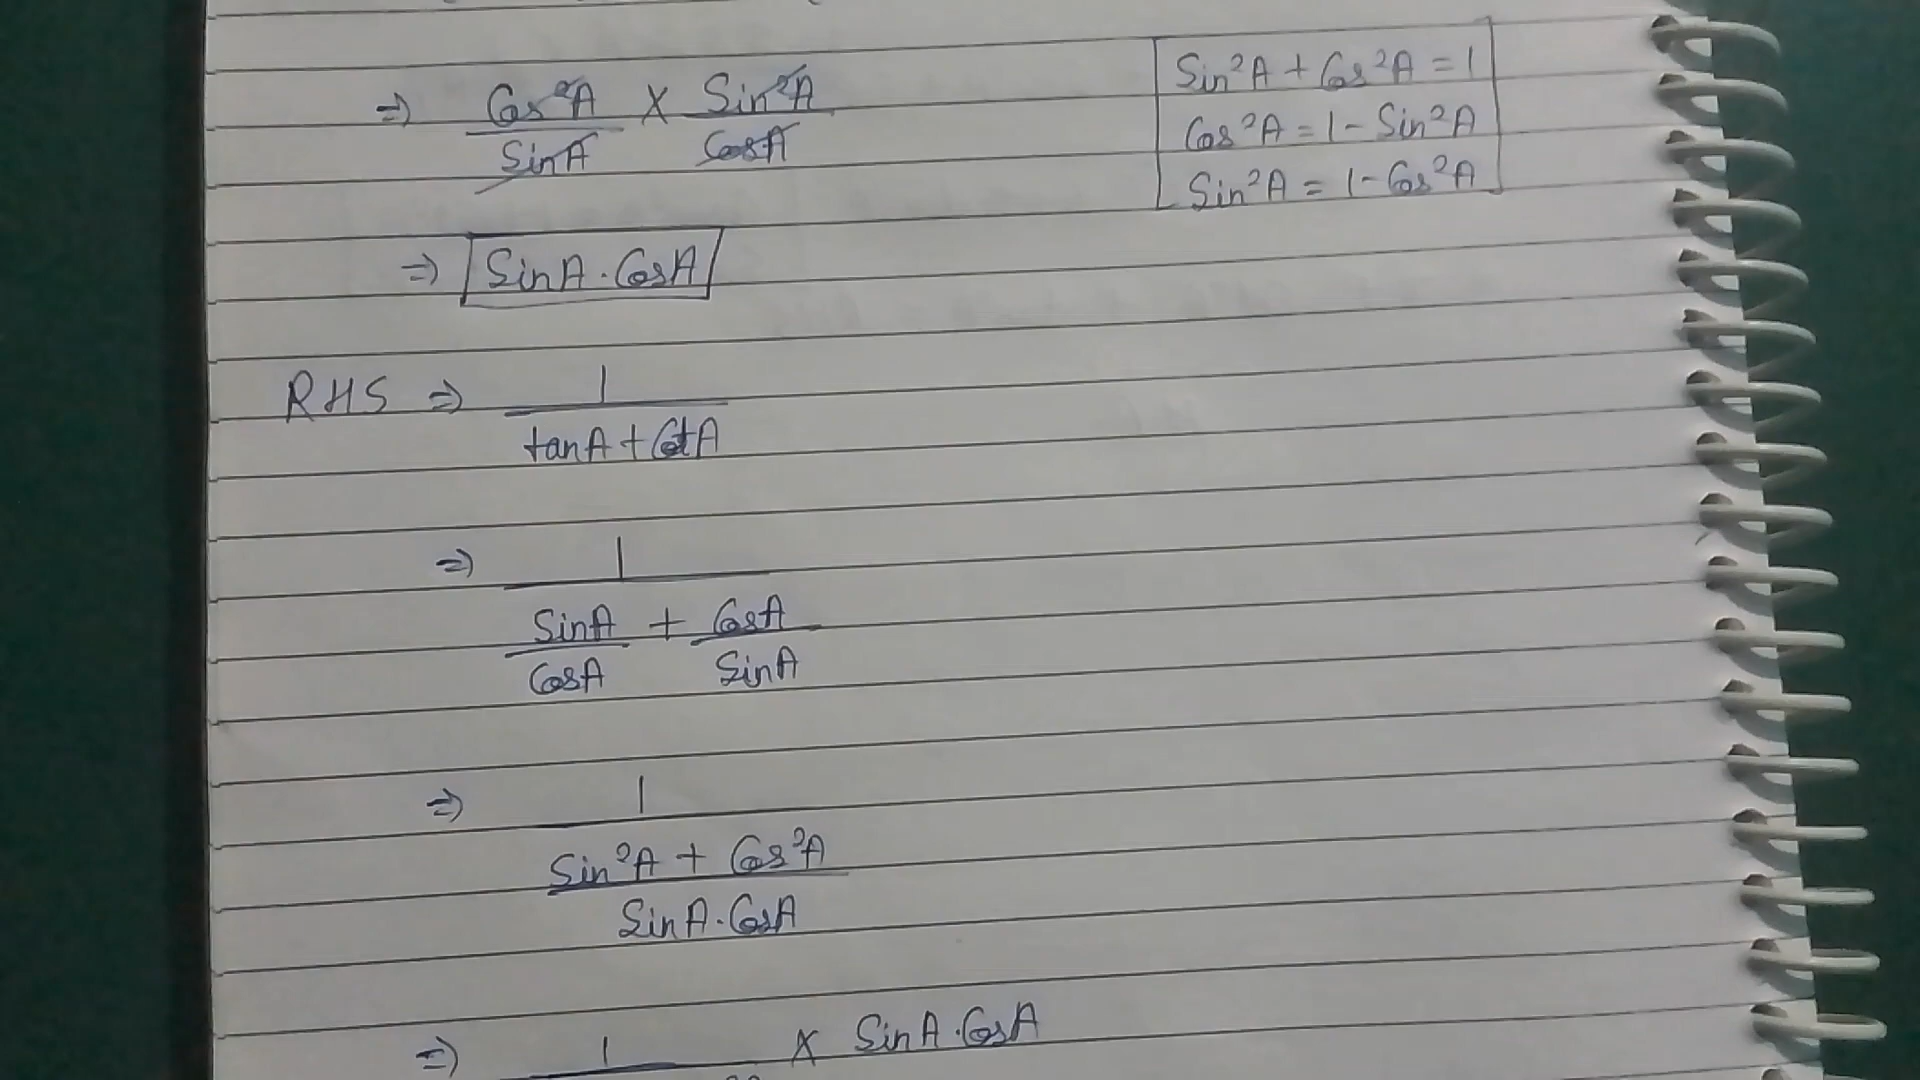 ⇒ Cos²A/SinA × Sin²A/CosA
Sin²A + Cos²A = 1
Cos²A = 1 - Sin²A
Sin²A = 1 - Cos²A
⇒ SinA · CosA
RHS ⇒ 1/(tanA + CotA)
⇒ 1/(SinA/CosA + CosA/SinA)
⇒ 1/((Sin²A + Cos²A)/(SinA · CosA))
⇒ 1 × SinA · CosA